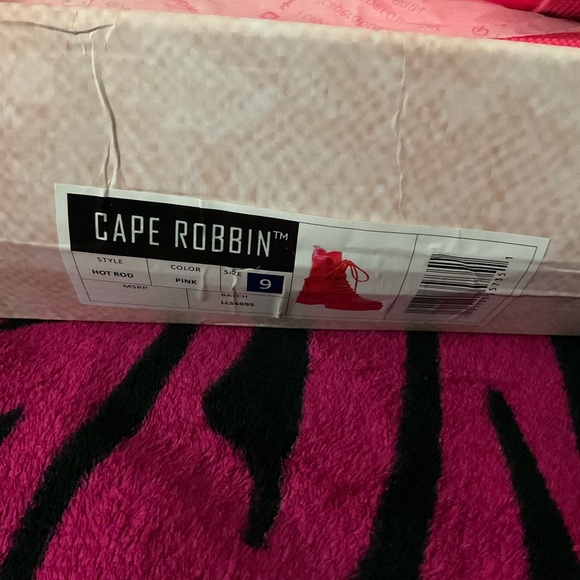 CAPE ROBBIN™
STYLE COLOR SIZE 9
HOT ROD PINK
MSRP BATCH